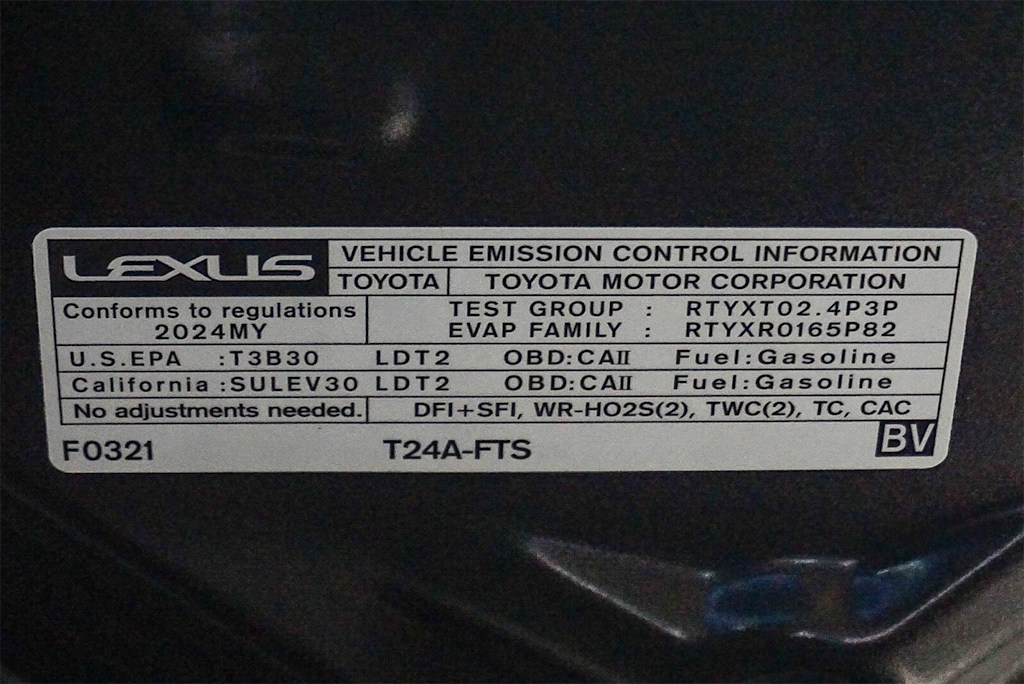 LEXUS VEHICLE EMISSION CONTROL INFORMATION
TOYOTA TOYOTA MOTOR CORPORATION
Conforms to regulations TEST GROUP : RTYXT02.4P3P
2024MY EVAP FAMILY : RTYXR0165P82
U.S.EPA :T3B30 LDT2 OBD:CAII Fuel:Gasoline
California :SULEV30 LDT2 OBD:CAII Fuel:Gasoline
No adjustments needed. DFI+SFI, WR-HO2S(2), TWC(2), TC, CAC
F0321 T24A-FTS BV